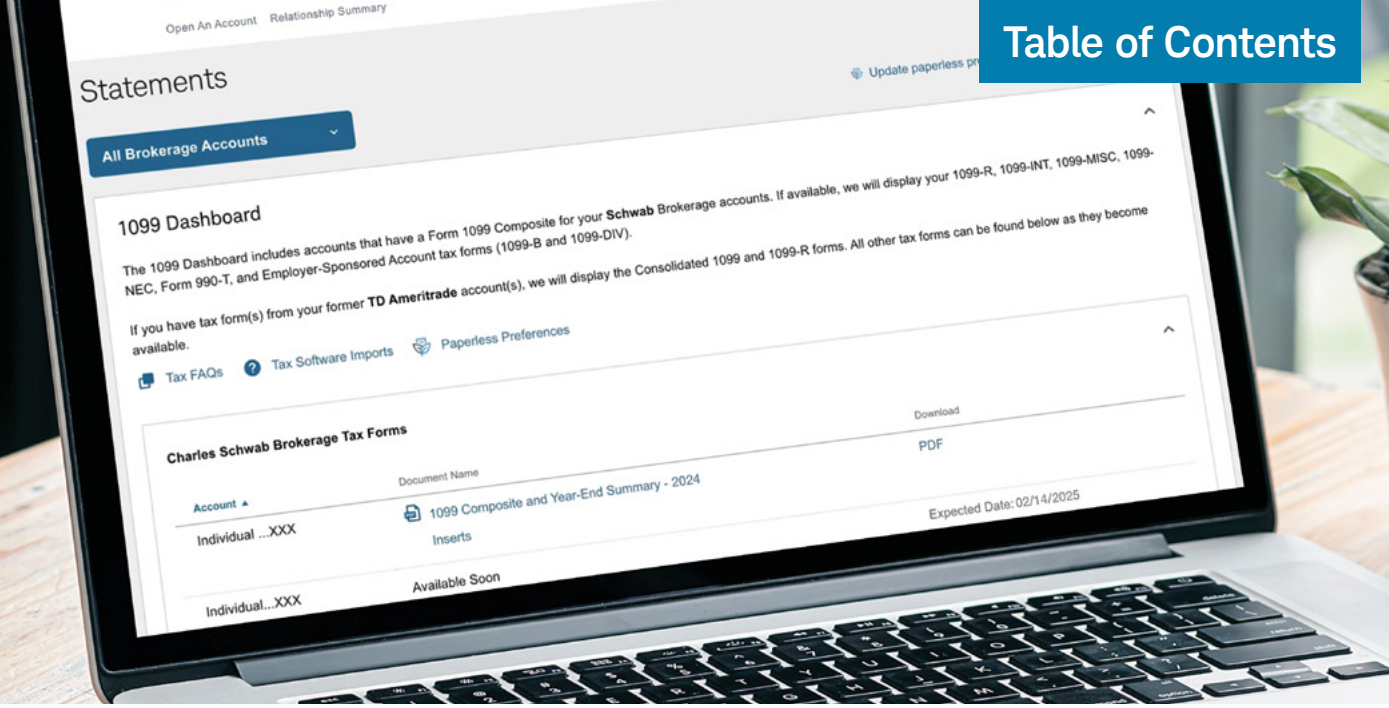 Open An Account Relationship Summary
Table of Contents
Statements
Update paperless
All Brokerage Accounts
1099 Dashboard
The 1099 Dashboard includes accounts that have a Form 1099 Composite for your Schwab Brokerage accounts. If available, we will display your 1099-R, 1099-INT, 1099-MISC, 1099-
NEC, Form 990-T, and Employer-Sponsored Account tax forms (1099-B and 1099-DIV).
If you have tax form(s) from your former TD Ameritrade account(s), we will display the Consolidated 1099 and 1099-R forms. All other tax forms can be found below as they become
available.
Tax FAQs ? Tax Software Imports Paperless Preferences
Charles Schwab Brokerage Tax Forms
Account Document Name Download
Individual ...XXX 1099 Composite and Year-End Summary - 2024 PDF
Inserts
Individual...XXX Available Soon Expected Date: 02/14/2025
delete
return
option